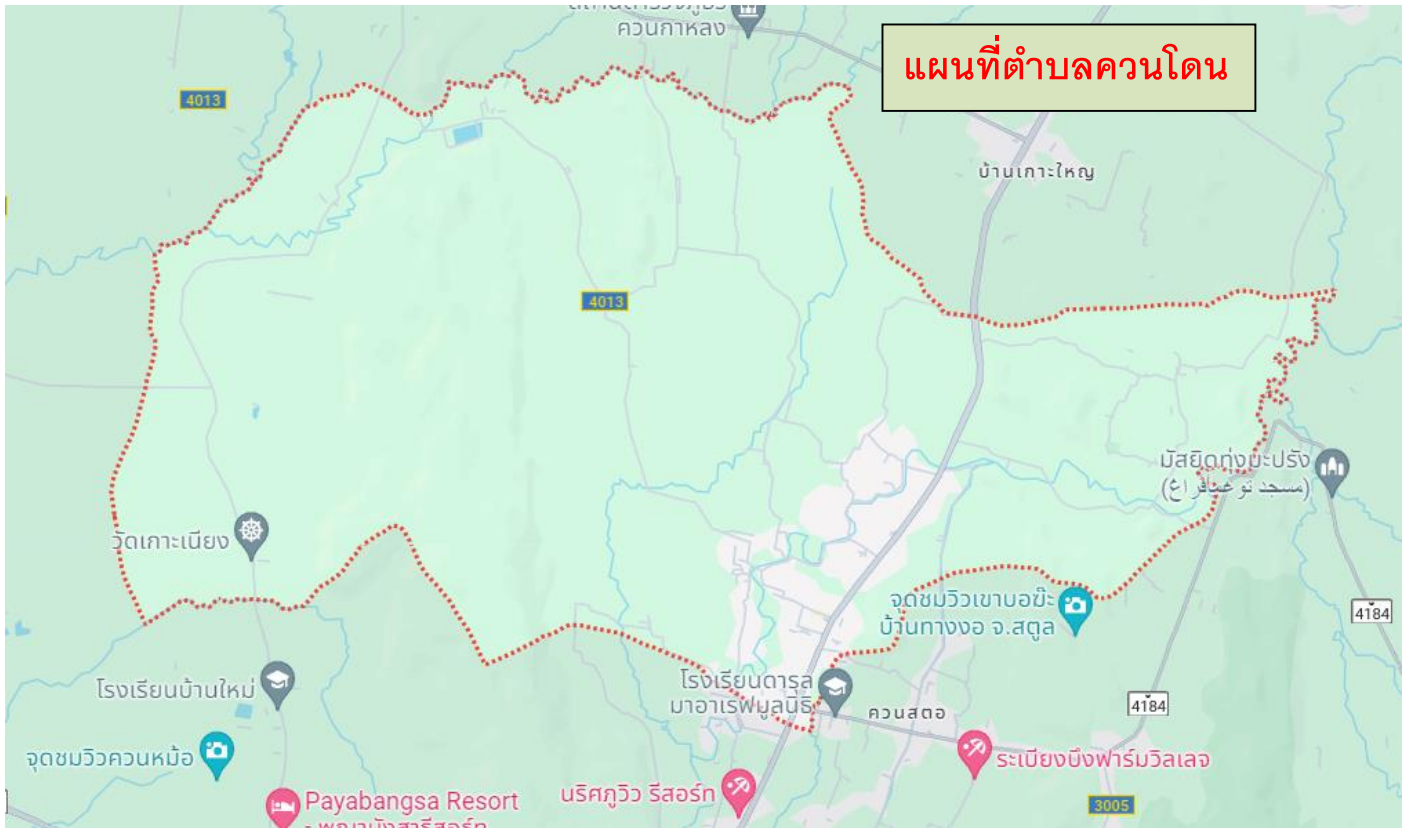 ควนกาหลง
แผนที่ตำบลควนโดน
4013
บ้านเกาะใหญ่
4013
มัสยิดทุ่งมะปรัง
วัดเกาะเนียง
จุดชมวิวเขาบอฆ๊ะ
บ้านทางงอ จ.สตูล
4184
โรงเรียนบ้านใหม่
โรงเรียนดารุล
มาอาเรฟมูลนิธิ
ควนสตอ
4184
จุดชมวิวควนหม้อ
ระเบียงบึงฟาร์มวิลเลจ
นริศภูวิว รีสอร์ท
Payabangsa Resort
3005